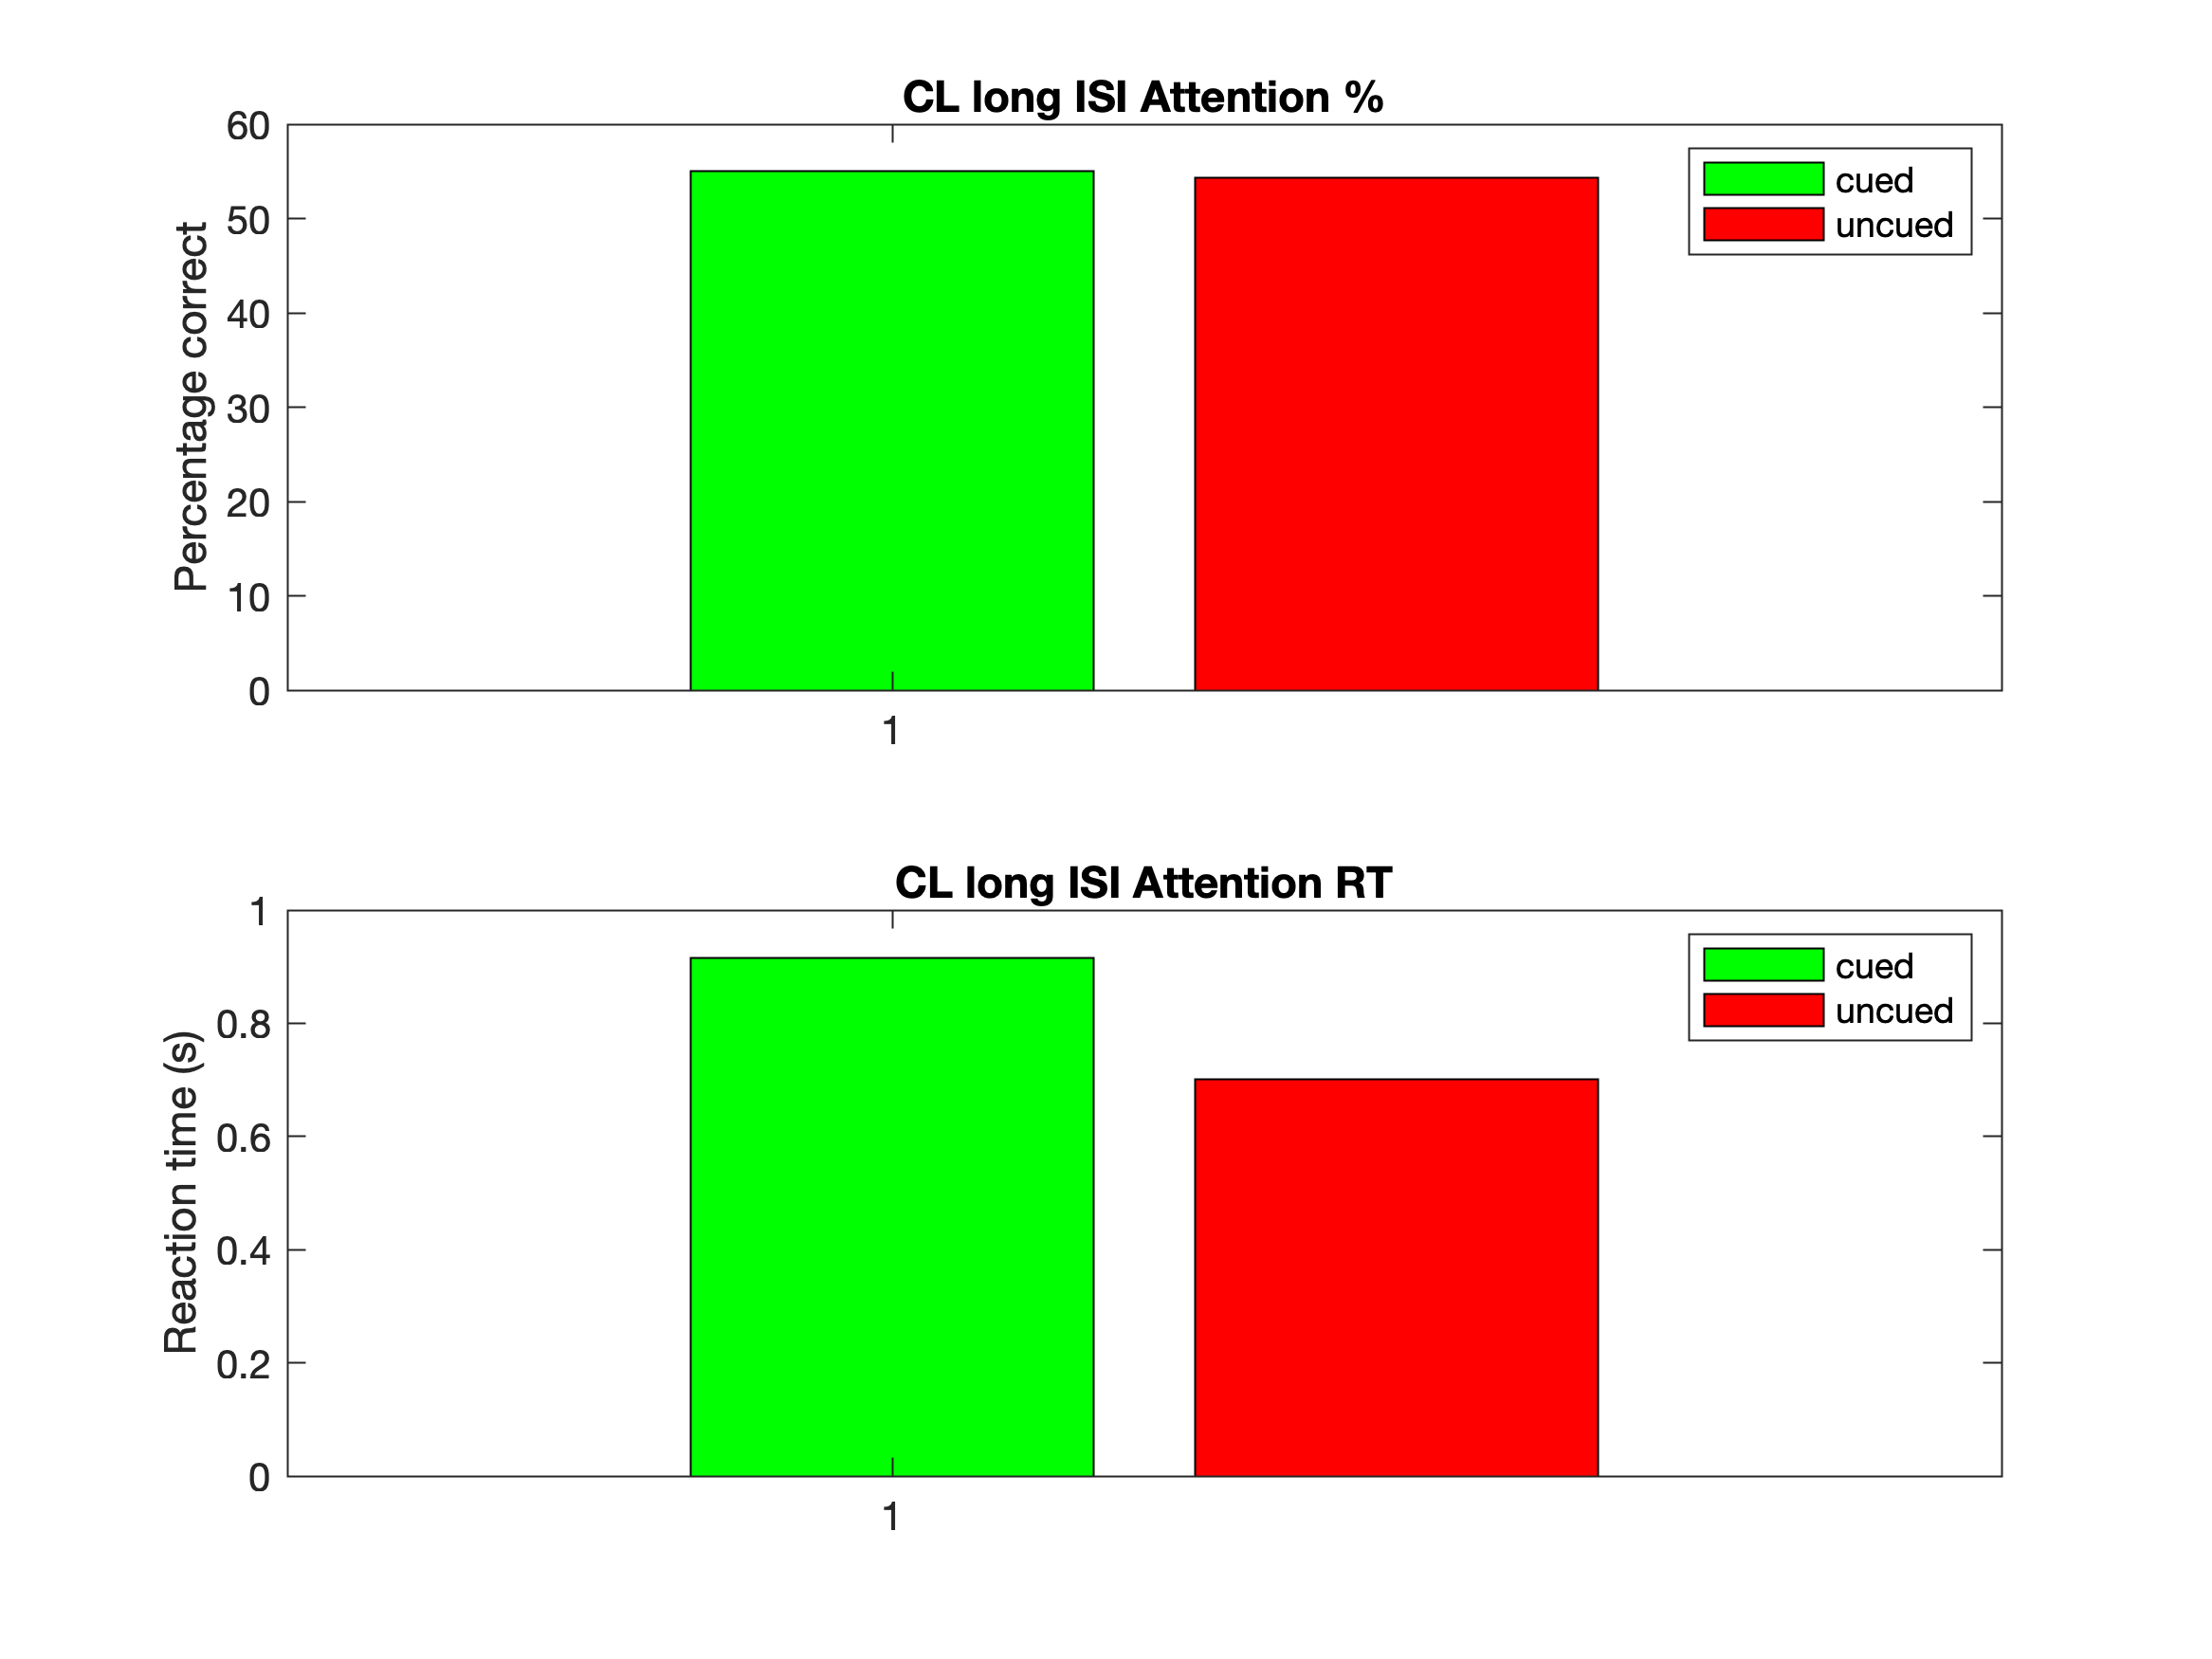 CL long ISI Attention %
60
50
40
30
20
10
0
Percentage correct
1
cued
uncued
CL long ISI Attention RT
1
0.8
0.6
0.4
0.2
0
Reaction time (s)
1
cued
uncued